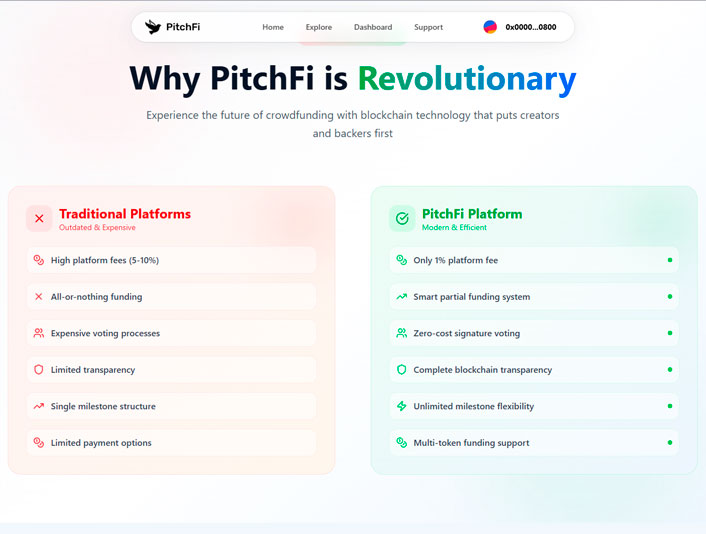 PitchFi
Home
Explore
Dashboard
Support
0x0000...0800
Why PitchFi is Revolutionary
Experience the future of crowdfunding with blockchain technology that puts creators
and backers first
Traditional Platforms
Outdated & Expensive
High platform fees (5-10%)
All-or-nothing funding
Expensive voting processes
Limited transparency
Single milestone structure
Limited payment options
PitchFi Platform
Modern & Efficient
Only 1% platform fee
Smart partial funding system
Zero-cost signature voting
Complete blockchain transparency
Unlimited milestone flexibility
Multi-token funding support